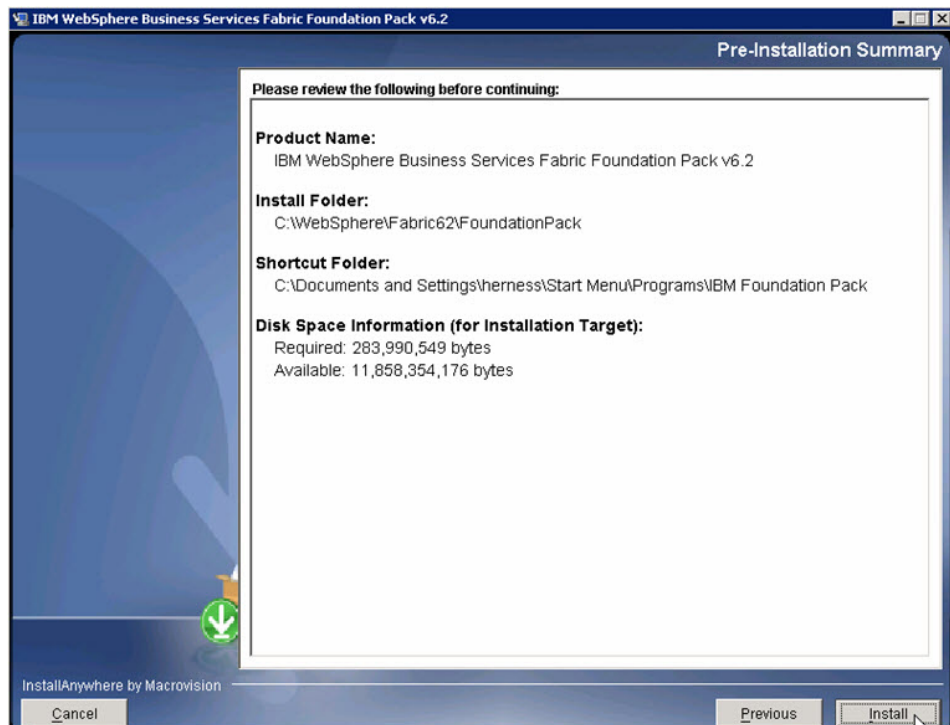 IBM WebSphere Business Services Fabric Foundation Pack v6.2
Pre-Installation Summary
Please review the following before continuing:
Product Name:
IBM WebSphere Business Services Fabric Foundation Pack v6.2
Install Folder:
C:\WebSphere\Fabric62\FoundationPack
Shortcut Folder:
C:\Documents and Settings\herness\Start Menu\Programs\IBM Foundation Pack
Disk Space Information (for Installation Target):
Required: 283,990,549 bytes
Available: 11,858,354,176 bytes
InstallAnywhere by Macrovision
Cancel
Previous
Install